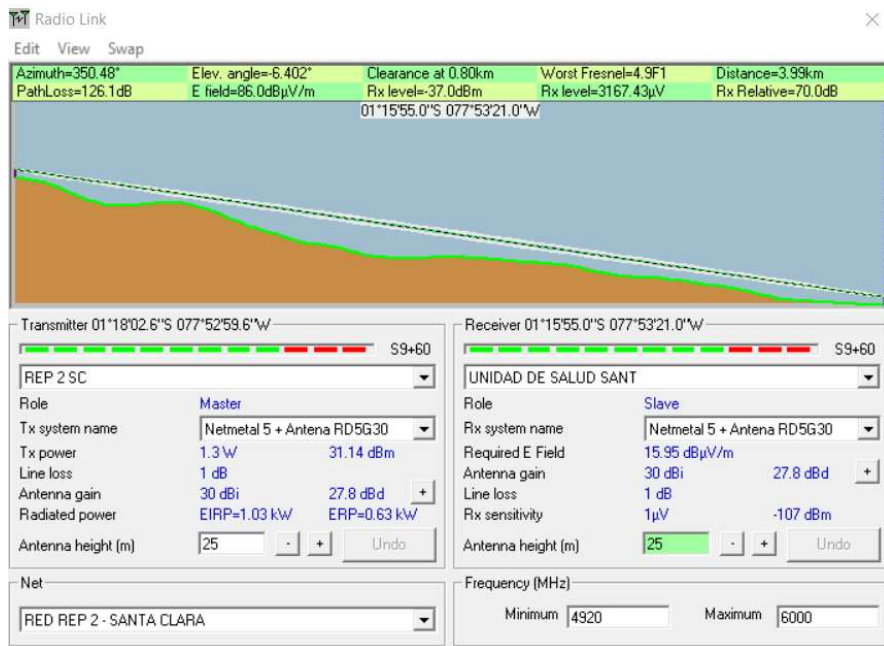 Radio Link
Edit View Swap
Azimuth=350.48° Elev. angle=-6.402° Clearance at 0.80km Worst Fresnel=4.9F1 Distance=3.99km
PathLoss=126.1dB E field=86.0dBμV/m Rx level=-37.0dBm Rx level=3167.43μV Rx Relative=70.0dB
01°15'55.0"S 077°53'21.0"W
Transmitter 01°18'02.6"S 077°52'59.6"W
S9+60
REP 2 SC
Role Master
Tx system name Netmetal 5 + Antena RD5G30
Tx power 1.3 W 31.14 dBm
Line loss 1 dB
Antenna gain 30 dBi 27.8 dBd +
Radiated power EIRP=1.03 kW ERP=0.63 kW
Antenna height (m) 25 - + Undo
Net
RED REP 2 - SANTA CLARA
Receiver 01°15'55.0"S 077°53'21.0"W
S9+60
UNIDAD DE SALUD SANT
Role Slave
Rx system name Netmetal 5 + Antena RD5G30
Required E Field 15.95 dBμV/m
Antenna gain 30 dBi 27.8 dBd +
Line loss 1 dB
Rx sensitivity 1μV -107 dBm
Antenna height (m) 25 - + Undo
Frequency (MHz)
Minimum 4920 Maximum 6000